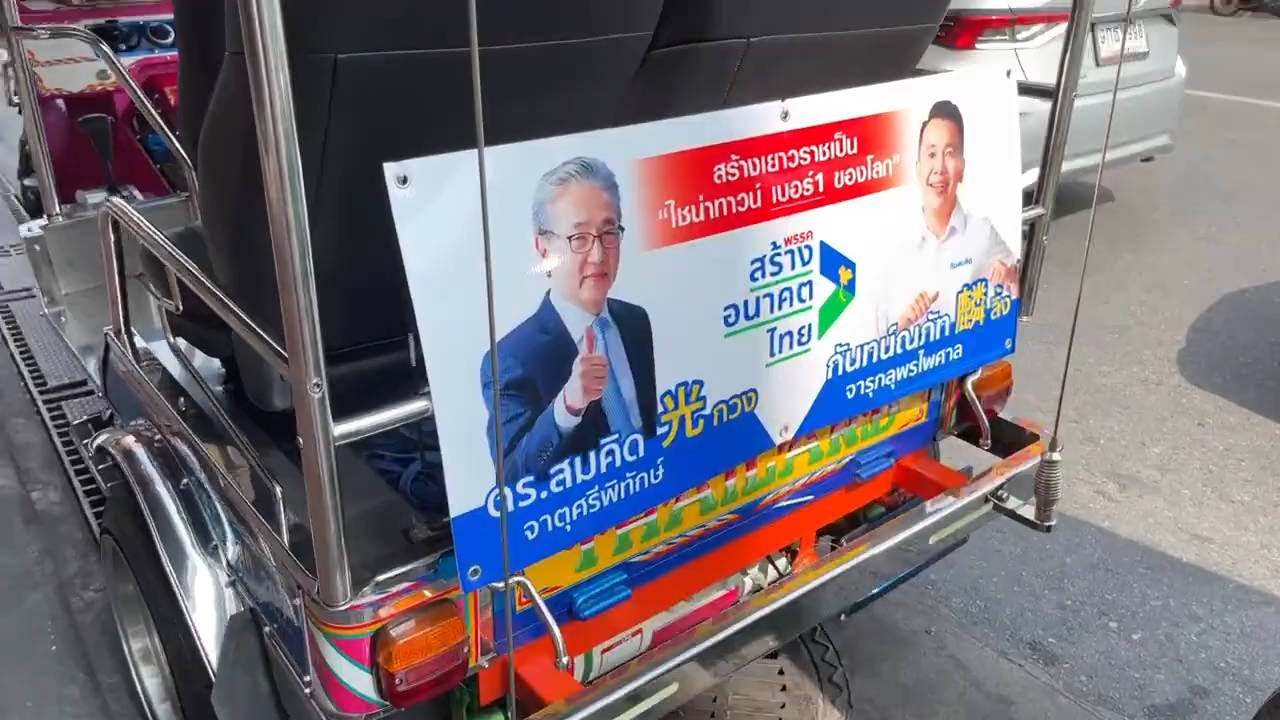 สร้างเยาวราชเป็น
“ไชน่าทาวน์ เบอร์1 ของโลก”
พรรค
สร้าง
อนาคต
ไทย
ดร.สมคิด 光 กวง
จาตุศรีพิทักษ์
กันทน์ณภัท
ลั้ง
จารุกลุพรไพศาล
THAILAND